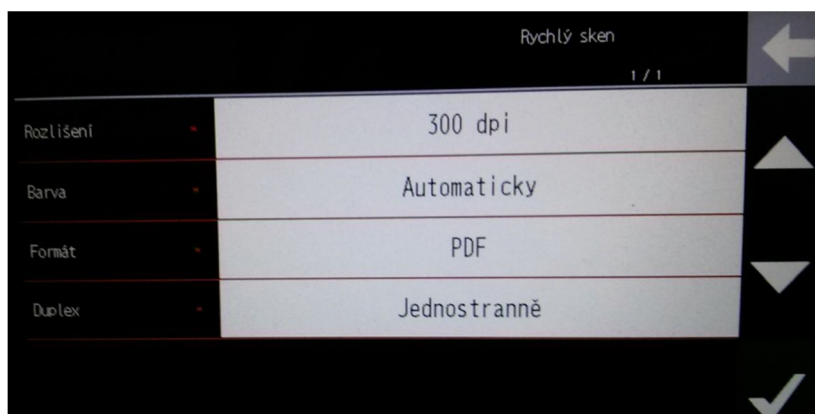 Rychlý sken
1/1
Rozlišení * 300 dpi
Barva * Automaticky
Formát * PDF
Duplex * Jednostranně